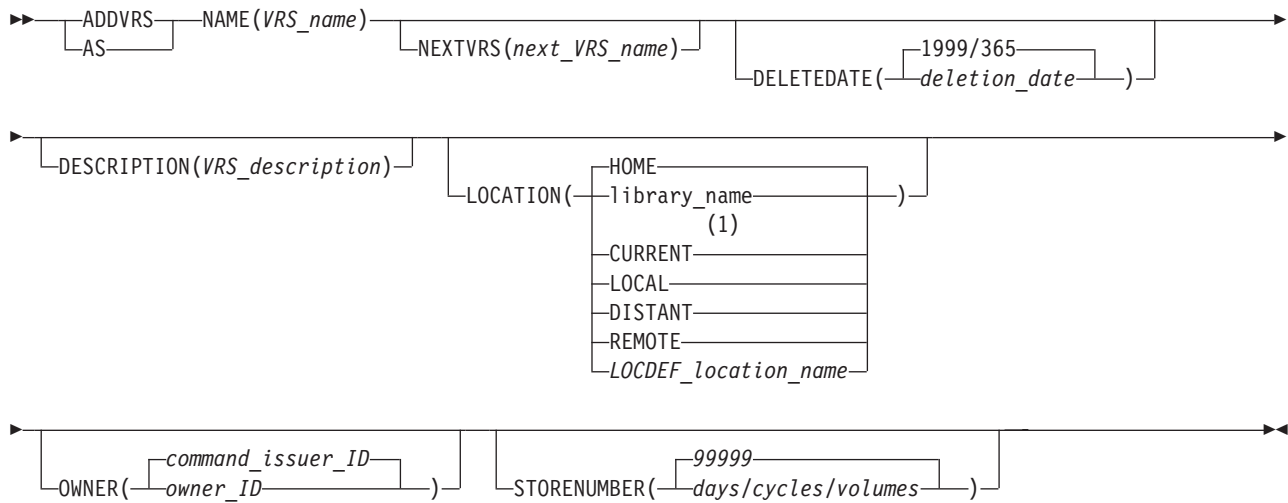 ADDVRS NAME(VRS_name)
AS NEXTVRS(next_VRS_name) 1999/365
DELETEDATE( deletion_date )
DESCRIPTION(VRS_description) HOME
LOCATION( library_name )
(1)
CURRENT
LOCAL
DISTANT
REMOTE
LOCDEF_location_name
command_issuer_ID 99999
OWNER( owner_ID ) STORENUMBER( days/cycles/volumes )